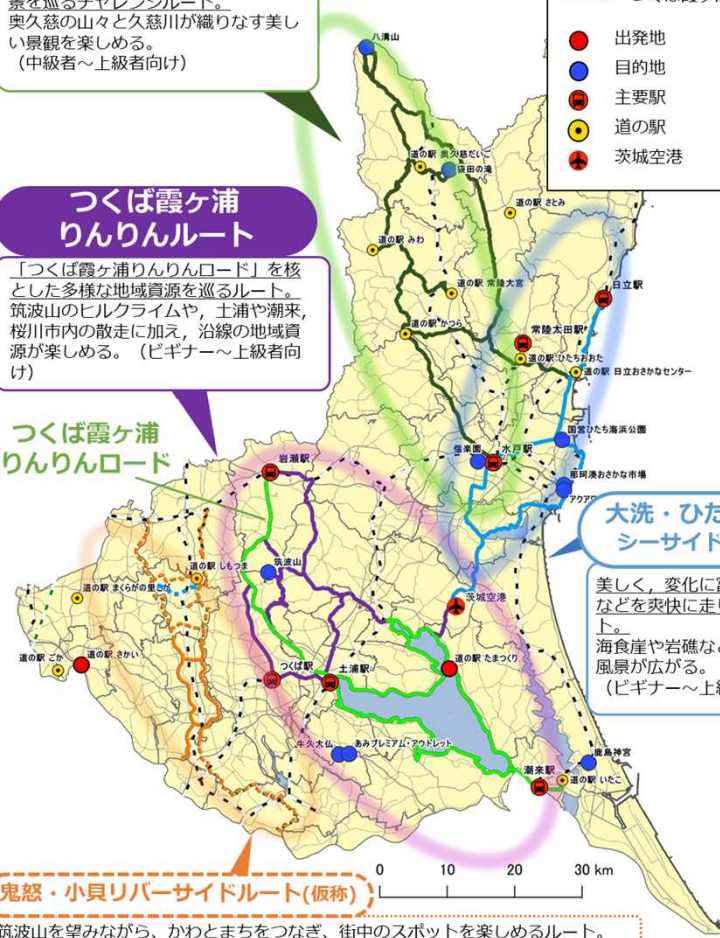 景を巡るチャレンジルート。
奥久慈の山々と久慈川が織りなす美し
い景観を楽しめる。
（中級者～上級者向け）
出発地
目的地
主要駅
道の駅
茨城空港
八溝山
道の駅 奥久慈だいご
袋田の滝
道の駅 さとみ
道の駅 みわ
道の駅 常陸大宮
日立駅
道の駅 かつら
常陸太田駅
道の駅 ひたちおおた
道の駅 日立おさかなセンター
国営ひたち海浜公園
偕楽園
水戸駅
那珂湊おさかな市場
つくば霞ヶ浦
りんりんルート
「つくば霞ヶ浦りんりんロード」を核
とした多様な地域資源を巡るルート。
筑波山のヒルクライムや，土浦や潮来，
桜川市内の散走に加え，沿線の地域資
源が楽しめる。（ビギナー～上級者向
け）
つくば霞ヶ浦
りんりんロード
岩瀬駅
大洗・ひた
シーサイド
美しく，変化に富
などを爽快に走り
ト。
海食崖や岩礁など
風景が広がる。
（ビギナー～上級
筑波山
道の駅 しもつま
道の駅 まくらがの里
茨城空港
道の駅 ごか
道の駅 さかい
つくば駅
土浦駅
道の駅 たまつくり
牛久大仏
あみプレミアム・アウトレット
鹿島神宮
潮来駅
道の駅 いたこ
0 10 20 30 km
鬼怒・小貝リバーサイドルート(仮称)
筑波山を望みながら、かわとまちをつなぎ、街中のスポットを楽しめるルート。